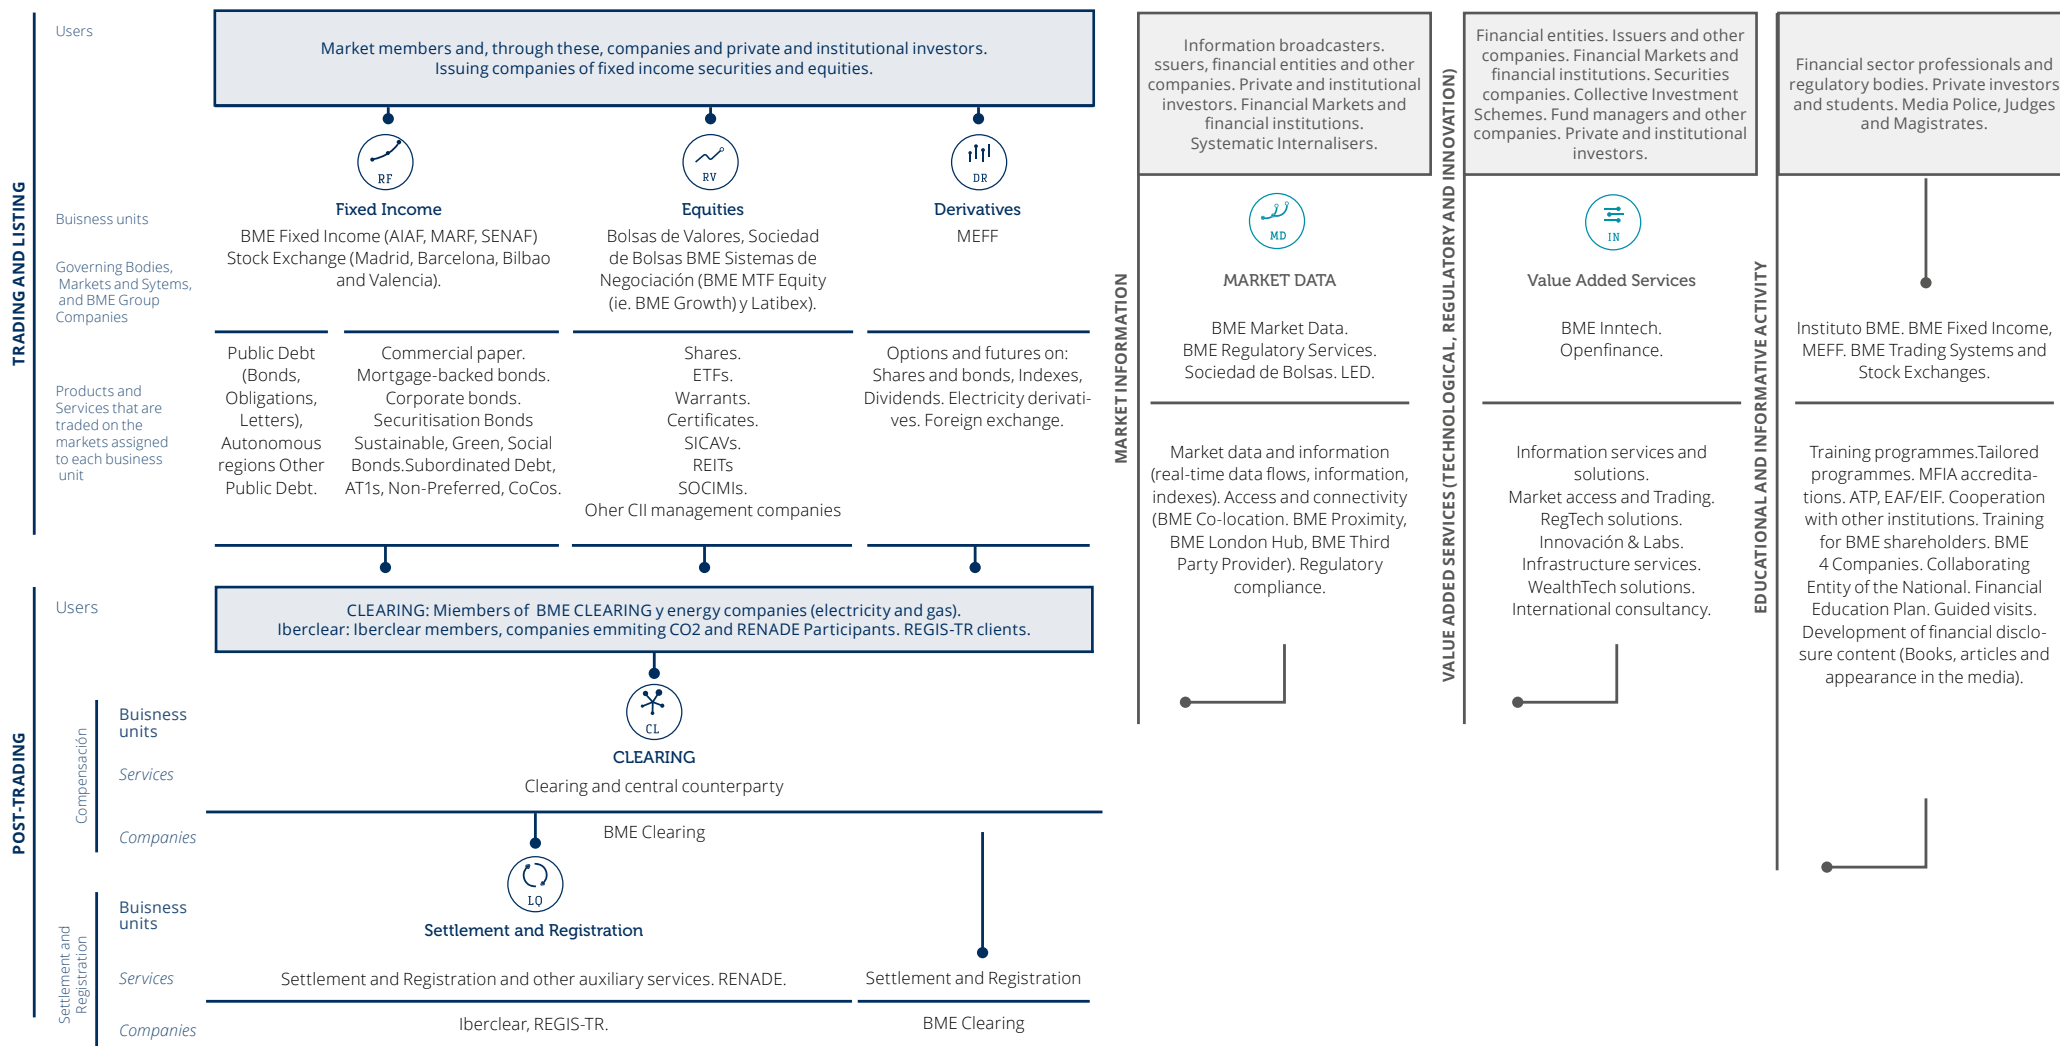 TRADING AND LISTING
Users
Market members and, through these, companies and private and institutional investors.
Issuing companies of fixed income securities and equities.
RF
RV
DR
Buisness units
Fixed Income
Equities
Derivatives
Governing Bodies,
Markets and Sytems,
and BME Group
Companies
BME Fixed Income (AIAF, MARF, SENAF)
Stock Exchange (Madrid, Barcelona, Bilbao
and Valencia).
Bolsas de Valores, Sociedad
de Bolsas BME Sistemas de
Negociación (BME MTF Equity
(ie. BME Growth) y Latibex).
MEFF
Products and
Services that are
traded on the
markets assigned
to each business
unit
Public Debt
(Bonds,
Obligations,
Letters),
Autonomous
regions Other
Public Debt.
Commercial paper.
Mortgage-backed bonds.
Corporate bonds.
Securitisation Bonds
Sustainable, Green, Social
Bonds.Subordinated Debt,
AT1s, Non-Preferred, CoCos.
Shares.
ETFs.
Warrants.
Certificates.
SICAVs.
REITs
SOCIMIs.
Oher CII management companies
Options and futures on:
Shares and bonds, Indexes,
Dividends. Electricity derivati-
ves. Foreign exchange.
POST-TRADING
Users
CLEARING: Miembers of BME CLEARING y energy companies (electricity and gas).
Iberclear: Iberclear members, companies emmiting CO2 and RENADE Participants. REGIS-TR clients.
Compensación
Buisness
units
CL
CLEARING
Services
Clearing and central counterparty
Companies
BME Clearing
Settlement and
Registration
Buisness
units
LQ
Settlement and Registration
Services
Settlement and Registration and other auxiliary services. RENADE.
Settlement and Registration
Companies
Iberclear, REGIS-TR.
BME Clearing
MARKET INFORMATION
Information broadcasters.
ssuers, financial entities and other
companies. Private and institutional
investors. Financial Markets and
financial institutions.
Systematic Internalisers.
MD
MARKET DATA
BME Market Data.
BME Regulatory Services.
Sociedad de Bolsas. LED.
Market data and information
(real-time data flows, information,
indexes). Access and connectivity
(BME Co-location. BME Proximity,
BME London Hub, BME Third
Party Provider). Regulatory
compliance.
VALUE ADDED SERVICES (TECHNOLOGICAL, REGULATORY AND INNOVATION)
Financial entities. Issuers and other
companies. Financial Markets and
financial institutions. Securities
companies. Collective Investment
Schemes. Fund managers and other
companies. Private and institutional
investors.
IN
Value Added Services
BME Inntech.
Openfinance.
Information services and
solutions.
Market access and Trading.
RegTech solutions.
Innovación & Labs.
Infrastructure services.
WealthTech solutions.
International consultancy.
EDUCATIONAL AND INFORMATIVE ACTIVITY
Financial sector professionals and
regulatory bodies. Private investors
and students. Media Police, Judges
and Magistrates.
Instituto BME. BME Fixed Income,
MEFF. BME Trading Systems and
Stock Exchanges.
Training programmes.Tailored
programmes. MFIA accredita-
tions. ATP, EAF/EIF. Cooperation
with other institutions. Training
for BME shareholders. BME
4 Companies. Collaborating
Entity of the National. Financial
Education Plan. Guided visits.
Development of financial disclo-
sure content (Books, articles and
appearance in the media).